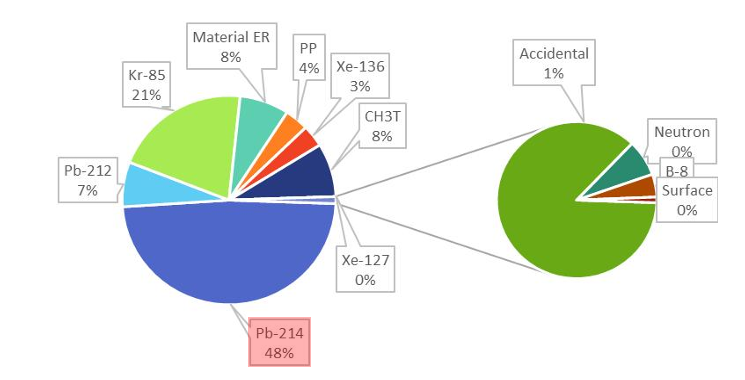 Material ER
8%
PP
4%
Xe-136
3%
Kr-85
21%
CH3T
8%
Pb-212
7%
Xe-127
0%
Pb-214
48%
Accidental
1%
Neutron
0%
B-8
Surface
0%